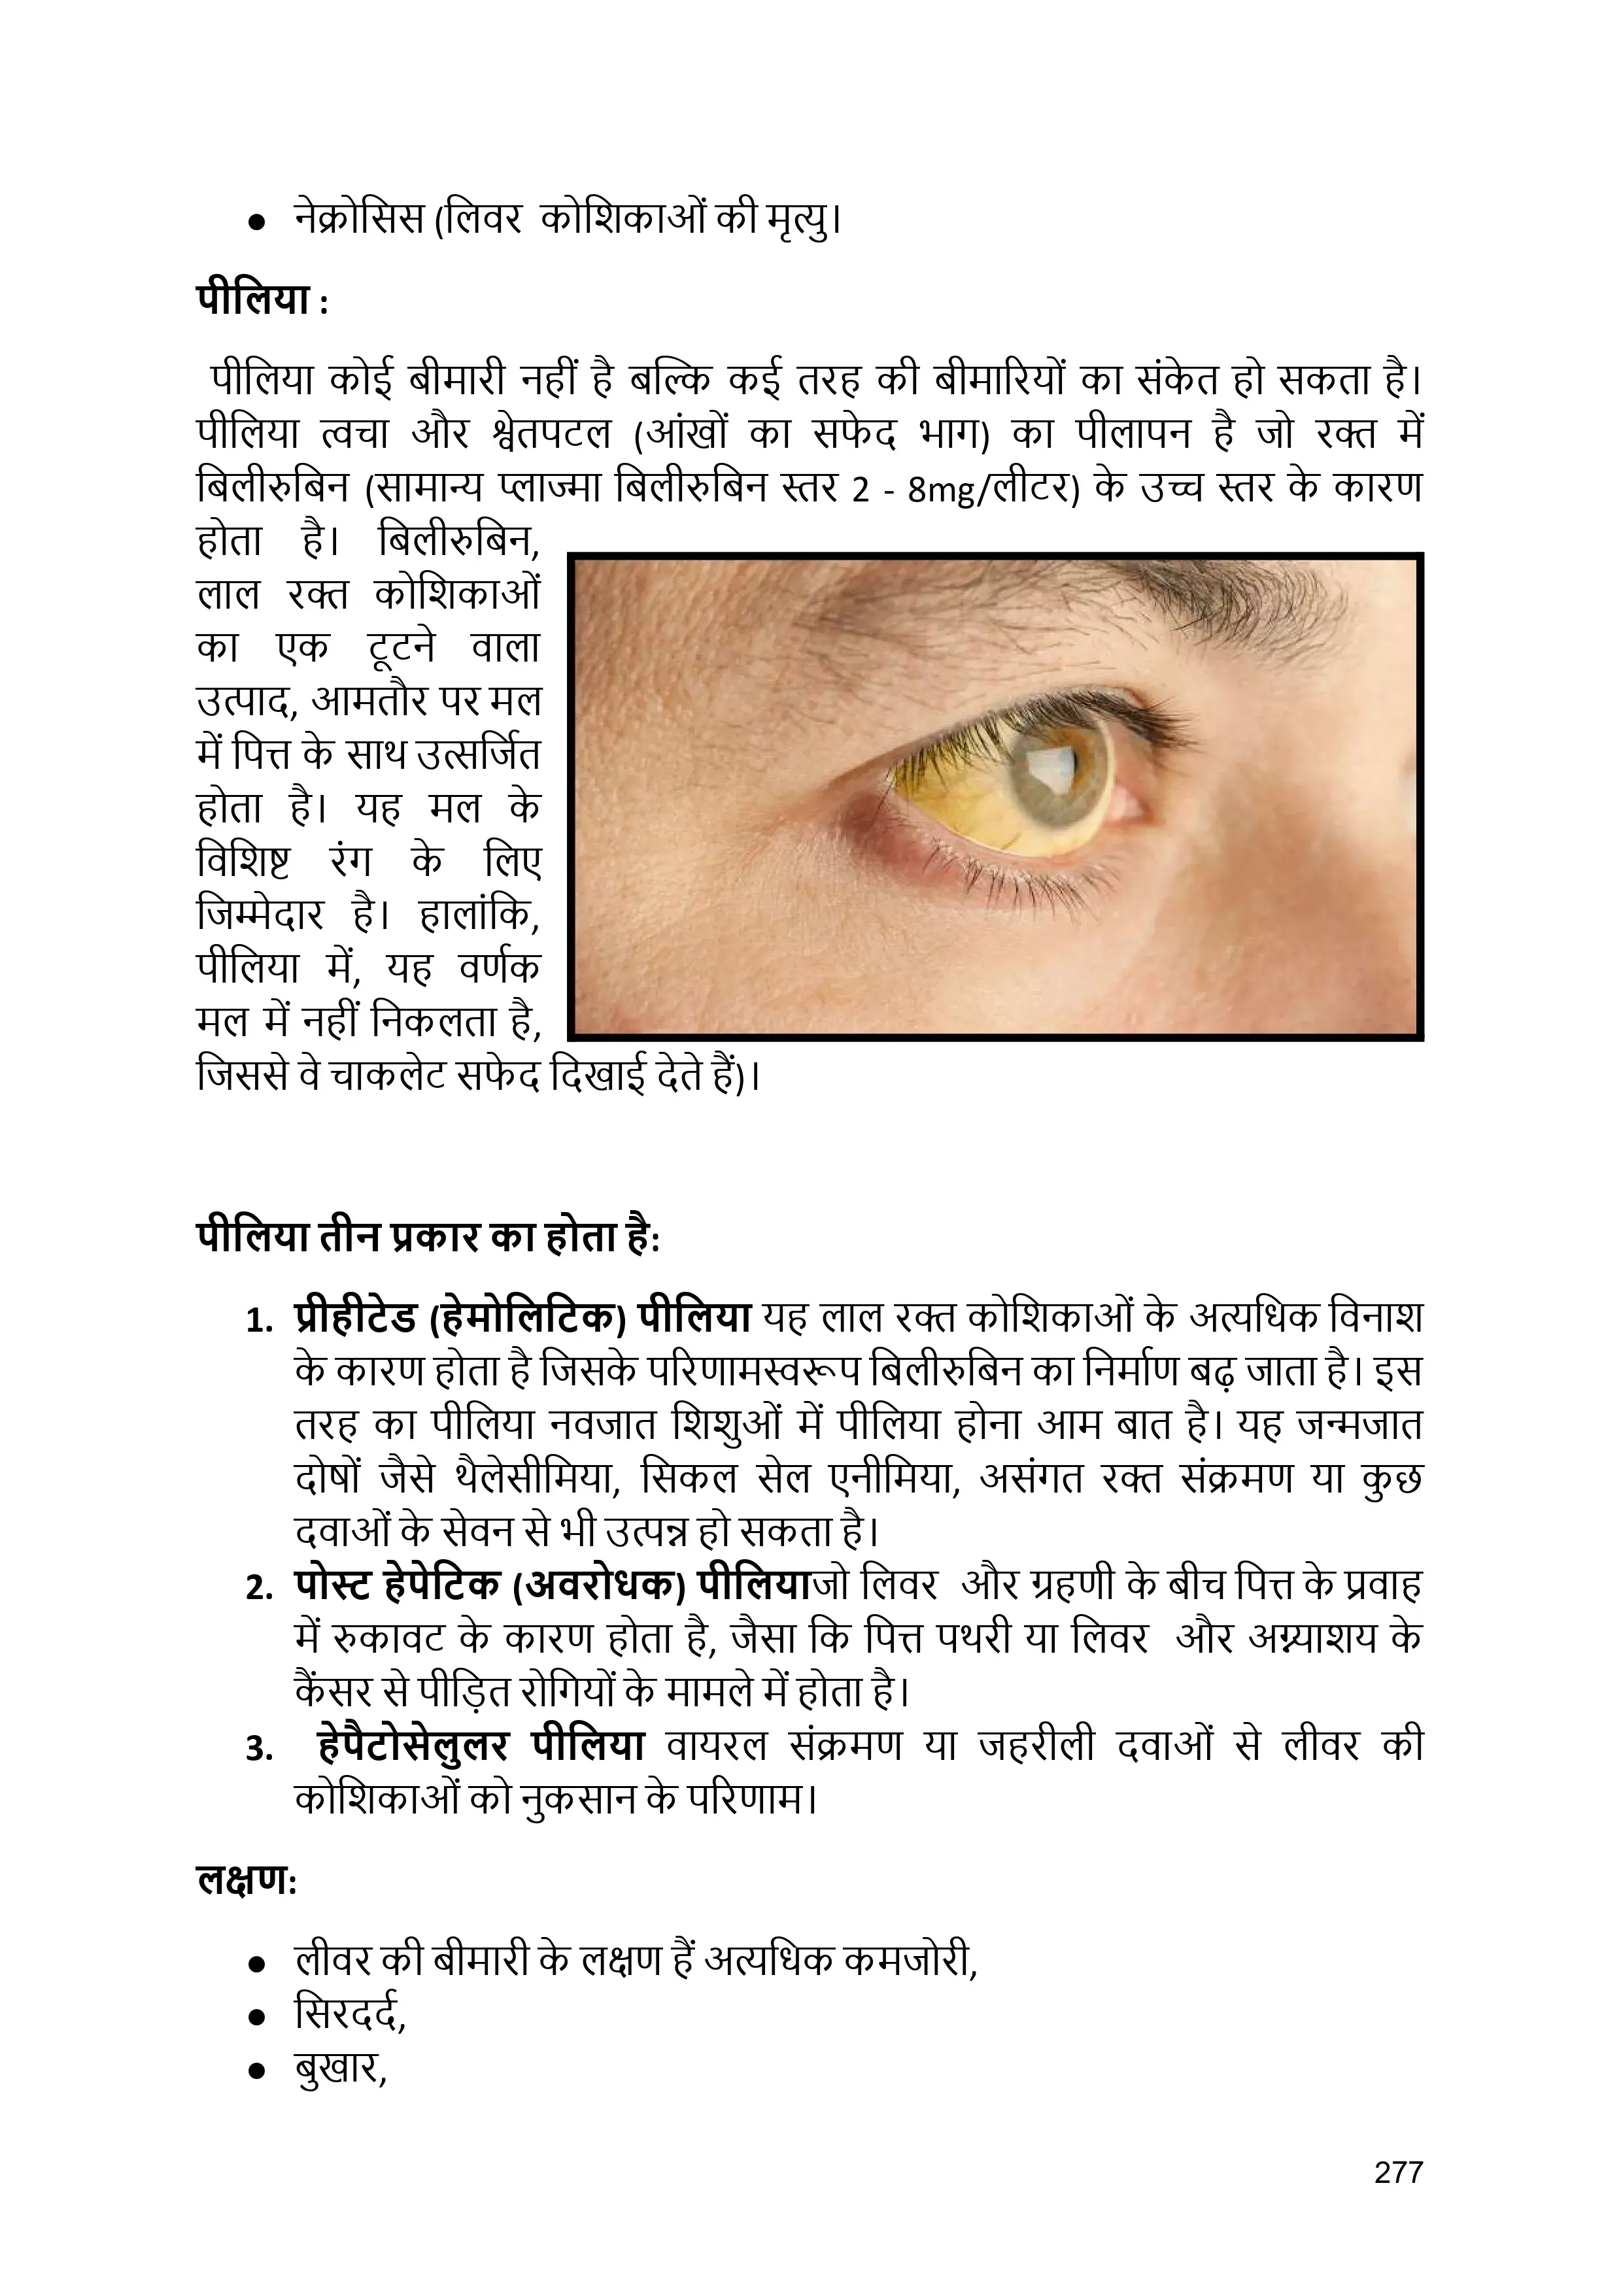 ● नेक्रोसिस (लिवर  कोशिकाओं की मृत्यु।
पीलिया :
पीलिया कोई बीमारी नहीं है बल्कि कई तरह की बीमारियों का संकेत हो सकता है।
पीलिया त्वचा और श्वेतपटल (आंखों का सफेद भाग) का पीलापन है जो रक्त में
बिलीरुबिन (सामान्य प्लाज्मा बिलीरुबिन स्तर 2 - 8mg/लीटर) के उच्च स्तर के कारण
होता है। बिलीरुबिन,
लाल रक्त कोशिकाओं
का एक टूटने वाला
उत्पाद, आमतौर पर मल
में पित्त के साथ उत्सर्जित
होता है। यह मल के
विशिष्ट रंग के लिए
जिम्मेदार है। हालांकि,
पीलिया में, यह वर्णक
मल में नहीं निकलता है,
जिससे वे चाकलेट सफेद दिखाई देते हैं)।
पीलिया तीन प्रकार का होता है:
1. प्रीहीटेड (हेमोलिटिक) पीलिया यह लाल रक्त कोशिकाओं के अत्यधिक विनाश
के कारण होता है जिसके परिणामस्वरूप बिलीरुबिन का निर्माण बढ़ जाता है। इस
तरह का पीलिया नवजात शिशुओं में पीलिया होना आम बात है। यह जन्मजात
दोषों जैसे थैलेसीमिया, सिकल सेल एनीमिया, असंगत रक्त संक्रमण या कुछ
दवाओं के सेवन से भी उत्पन्न हो सकता है।
2. पोस्ट हेपेटिक (अवरोधक) पीलियाजो लिवर  और ग्रहणी के बीच पित्त के प्रवाह
में रुकावट के कारण होता है, जैसा कि पित्त पथरी या लिवर  और अग्न्याशय के
कैंसर से पीड़ित रोगियों के मामले में होता है।
3. हेपैटोसेलुलर पीलिया वायरल संक्रमण या जहरीली दवाओं से लीवर की
कोशिकाओं को नुकसान के परिणाम।
लक्षण:
● लीवर की बीमारी के लक्षण हैं अत्यधिक कमजोरी,
● सिरदर्द,
● बुखार,
277